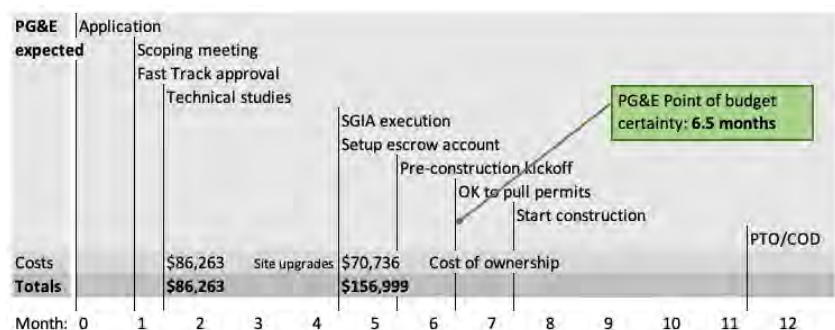 PG&E Application
expected Scoping meeting
Fast Track approval
Technical studies
PG&E Point of budget
certainty: 6.5 months
SGIA execution
Setup escrow account
Pre-construction kickoff
OK to pull permits
Start construction
PTO/COD
Costs $86,263 Site upgrades $70,736 Cost of ownership
Totals $86,263 $156,999
Month: 0 1 2 3 4 5 6 7 8 9 10 11 12